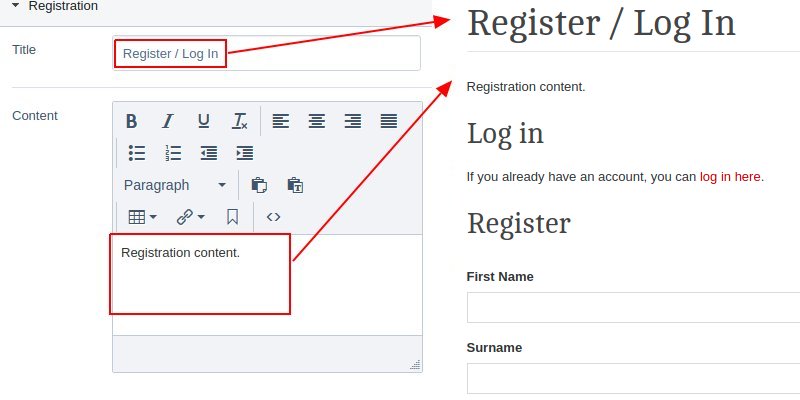 Registration
Title
Register / Log In
Content
B I U Tx
Paragraph
Registration content.
Register / Log In
Registration content.
Log in
If you already have an account, you can log in here.
Register
First Name
Surname